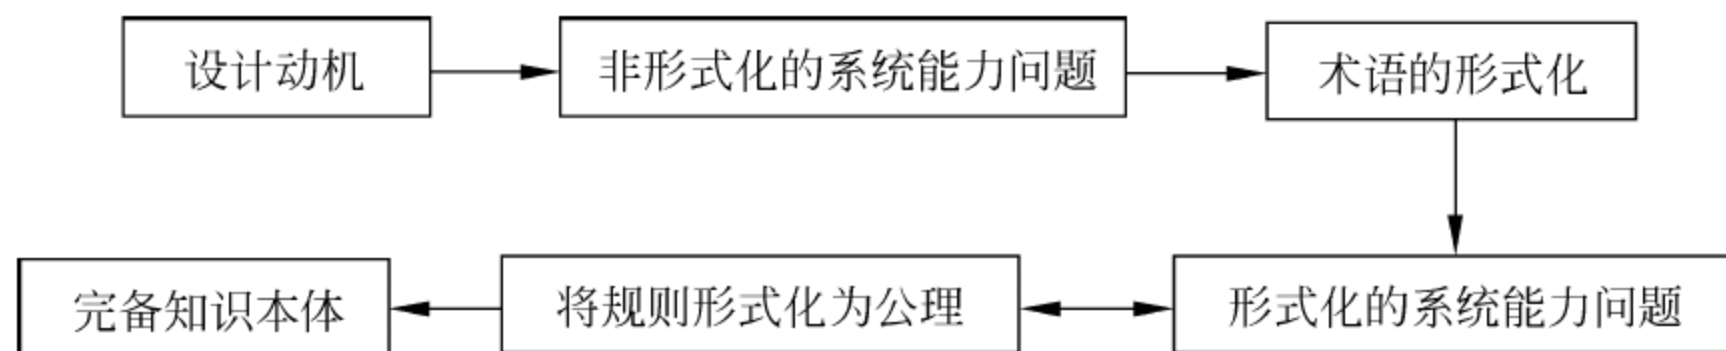 设计动机
非形式化的系统能力问题
术语的形式化
完备知识本体
将规则形式化为公理
形式化的系统能力问题